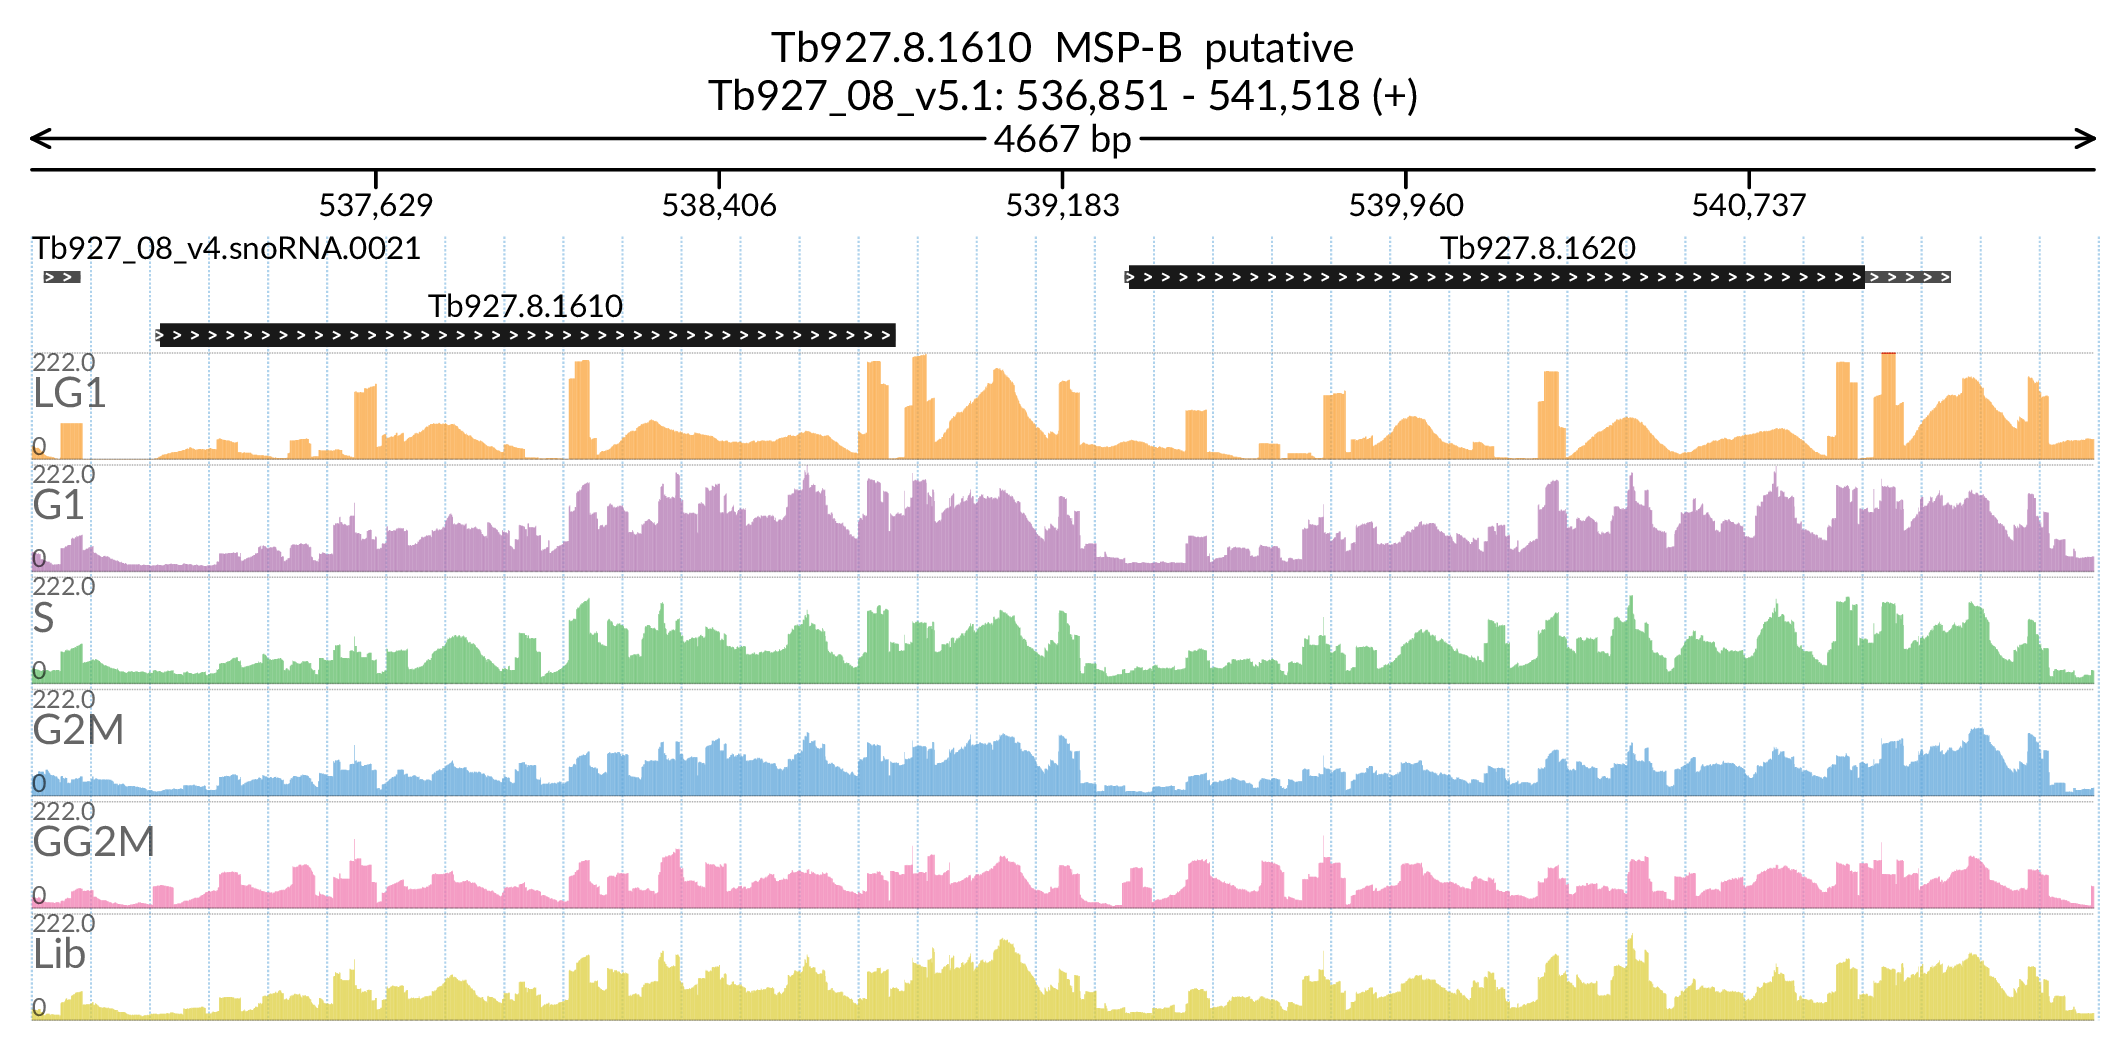 Tb927.8.1610 MSP-B putative
Tb927_08_v5.1: 536,851 - 541,518 (+)
4667 bp
537,629 538,406 539,183 539,960 540,737
Tb927_08_v4.snoRNA.0021 Tb927.8.1620
Tb927.8.1610
222.0
LG1
0
222.0
G1
0
222.0
S
0
222.0
G2M
0
222.0
GG2M
0
222.0
Lib
0